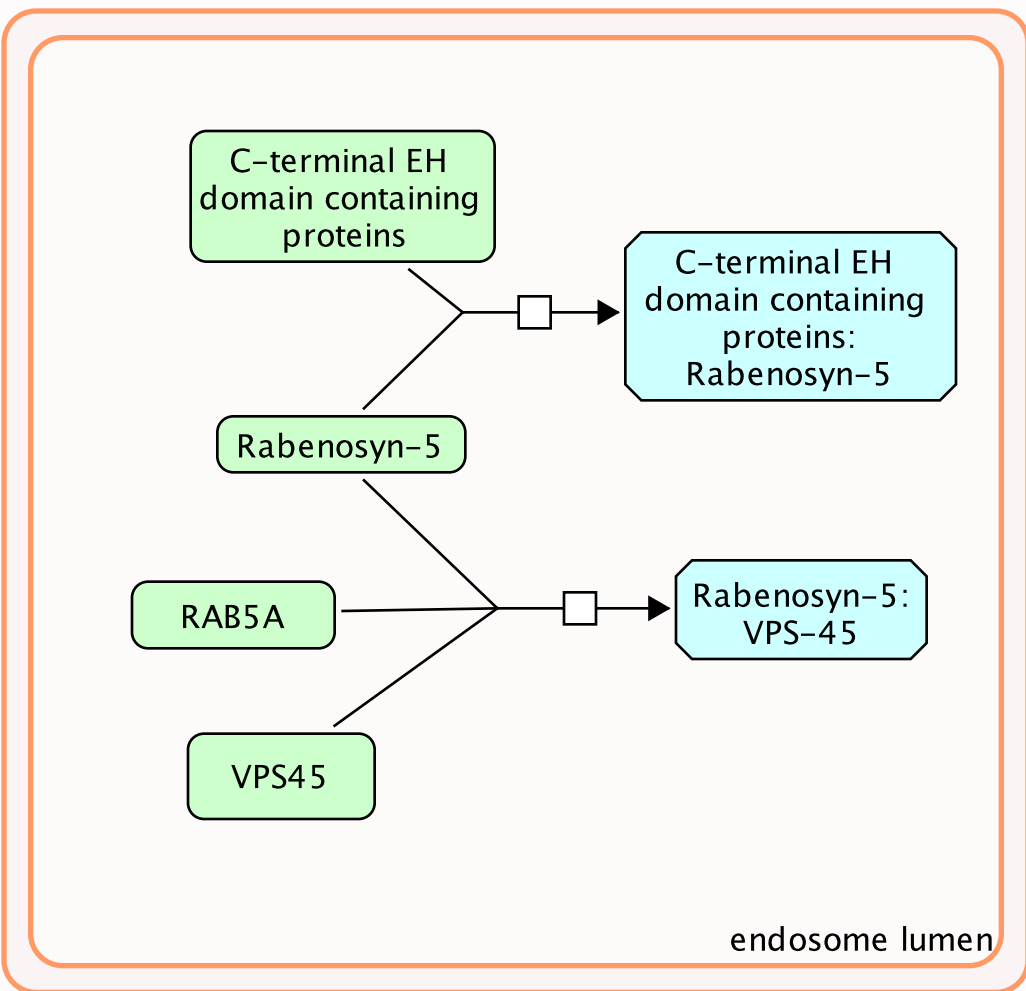 C–terminal EH
domain containing
proteins
C–terminal EH
domain containing
proteins:
Rabenosyn–5
Rabenosyn–5
RAB5A
Rabenosyn–5:
VPS–45
VPS45
endosome lumen